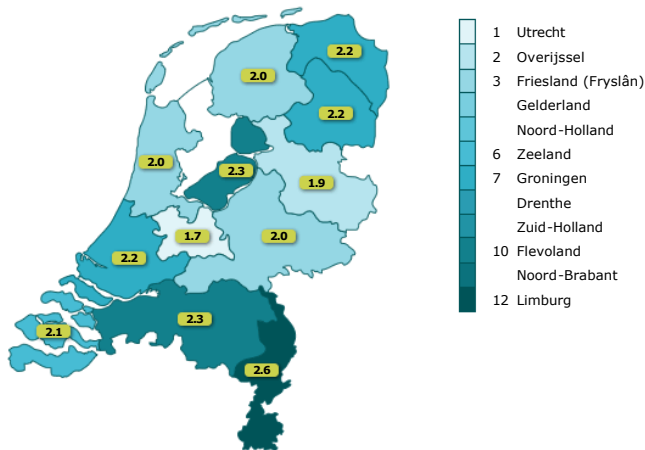 2.2
2.0
2.2
2.0
2.3
1.9
1.7
2.0
2.2
2.3
2.1
2.6
1 Utrecht
2 Overijssel
3 Friesland (Fryslân)
Gelderland
Noord-Holland
6 Zeeland
7 Groningen
Drenthe
Zuid-Holland
10 Flevoland
Noord-Brabant
12 Limburg